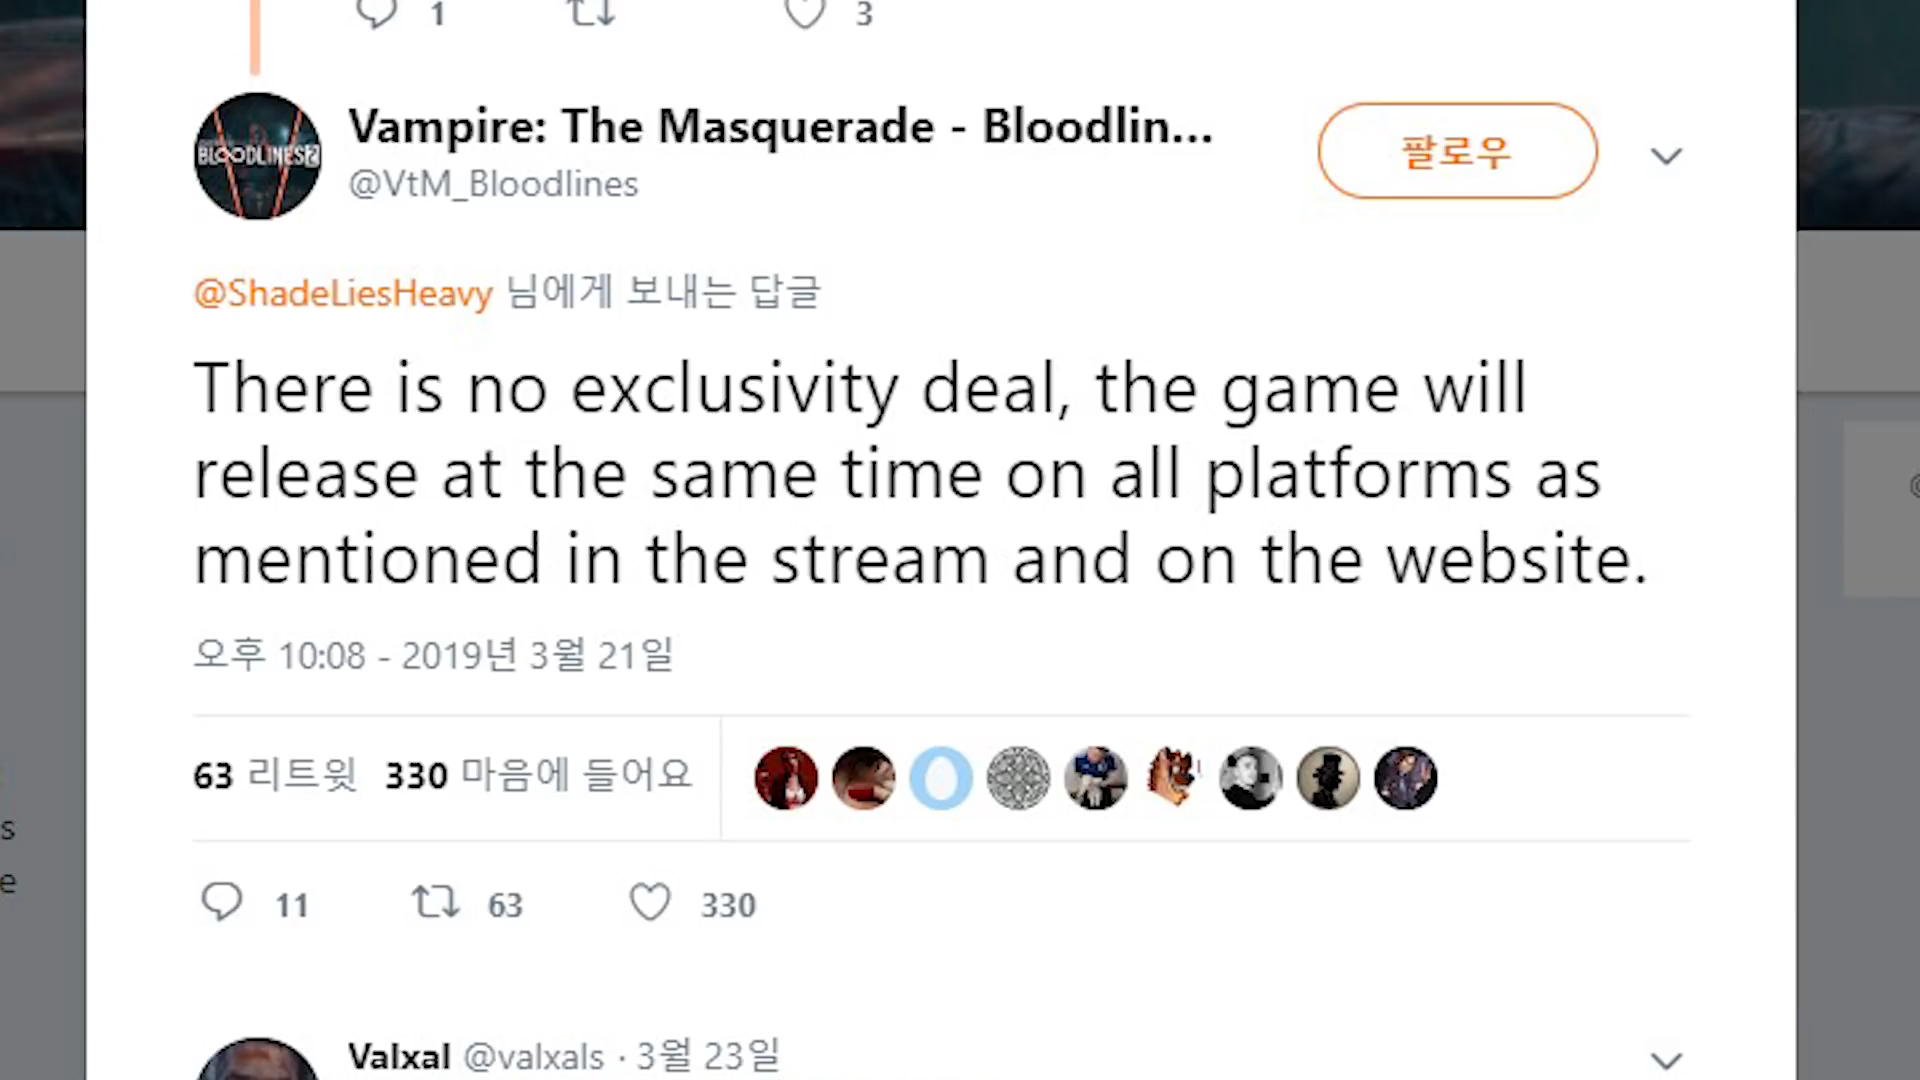 1 3
Vampire: The Masquerade - Bloodlin...
팔로우
BLOODLINES2
@VtM_Bloodlines
@ShadeLiesHeavy 님에게 보내는 답글
There is no exclusivity deal, the game will
release at the same time on all platforms as
mentioned in the stream and on the website.
오후 10:08 - 2019년 3월 21일
63 리트윗 330 마음에 들어요
s
e
11 63 330
Valxal @valxals · 3월 23일